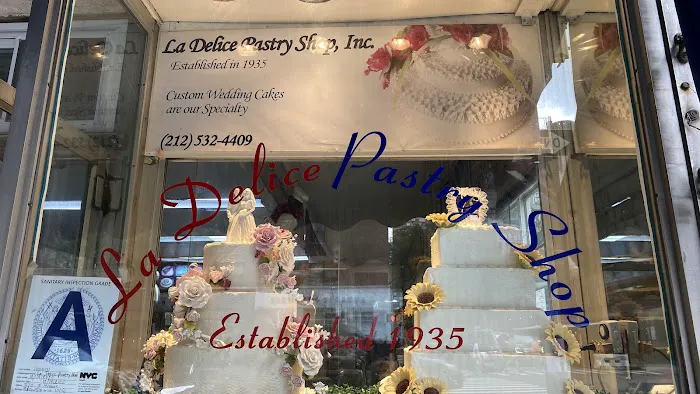 La Delice Pastry Shop, Inc.
Established in 1935
Custom Wedding Cakes
are our Specialty
(212) 532-4409
La Delice Pastry Shop
Established 1935
SANITARY INSPECTION GRADE
A
NYC